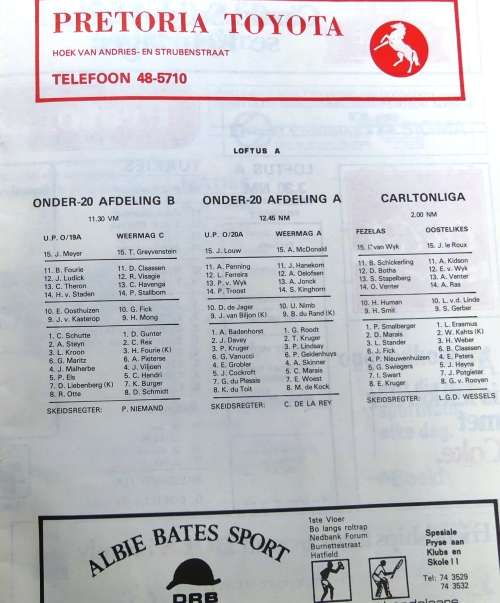 PRETORIA TOYOTA
HOEK VAN ANDRIES- EN STRUBENSTRAAT
TELEFOON 48-5710
LOFTUS A
ONDER-20 AFDELING B
11.30 VM
U.P. O/19A WEERMAG C
15. J. Meyer 15. T. Greyvenstein
11. B. Fourie 11. D. Claassen
12. J. Ludick 12. R. Visagie
13. C. Theron 13. C. Havenga
14. H. v. Staden 14. P. Stallbom
10. E. Oosthuizen 10. G. Fick
9. J. v. Kasterop 9. H. Mong
1. C. Schutte 1. D. Gunter
2. A. Steyn 2. C. Rex
3. L. Kroon 3. H. Fourie (K)
6. G. Maritz 6. A. Pieterse
4. J. Malherbe 4. J. Viloen
5. P. Els 5. C. Hendri
7. D. Liebenberg (K) 7. K. Burger
8. R. Otte 8. D. Schmidt
SKEIDSREGTER: P. NIEMAND
ONDER-20 AFDELING A
12.45 NM
U.P. O/20A WEERMAG A
15. J. Louw 15. A. McDonald
11. A. Penning 11. J. Hanekom
12. L. Ferreira 12. A. Oelofsen
13. P. v. Wyk 13. A. Jonck
14. P. Troost 14. S. Kinghorn
10. D. de Jager 10. U. Nimb
9. J. van Biljon (K) 9. B. du Rand (K)
1. A. Badenhorst 1. G. Roodt
2. J. Davey 2. T. Kruger
3. P. Kruger 3. P. Lindsay
6. G. Vanucci 6. P. Geldenhuys
4. E. Grobler 4. A. Skinner
5. J. Cockroft 5. C. Marais
7. G. du Plessis 7. E. Woest
8. K. du Toit 8. M. de Kock
SKEIDSREGTER: C. DE LA REY
CARLTONLIGA
2.00 NM
FEZELAS OOSTELIKES
15. van Wyk 15. J. le Roux
11. B. Schickerling 11. A. Kidson
12. D. Botha 12. E. v. Wyk
13. S. Stapelberg 13. A. Venter
14. O. Venter 14. A. Ras
10. H. Human 10. L. v.d. Linde
9. H. Smit 9. S. Gerber
1. P. Smalberger 1. L. Erasmus
2. D. Marais 2. W. Kahts (K)
3. L. Stander 3. H. Weber
6. J. Fick 6. B. Claassen
4. P. Nieuwenhuizen 4. E. Peters
5. G. Swiegers 5. J. Heyna
7. I. Swart 7. J. Potgieter
8. E. Kruger 8. G. v. Rooyen
SKEIDSREGTER: L.G.D. WESSELS
ALBIE BATES SPORT
DRB
1ste Vloer
Bo langs roltrap
Nedbank Forum
Burnettestraat
Hatfield
Spesiale
Pryse aan
Klubs en
Skole!!
Tel: 74 3529
74 3532